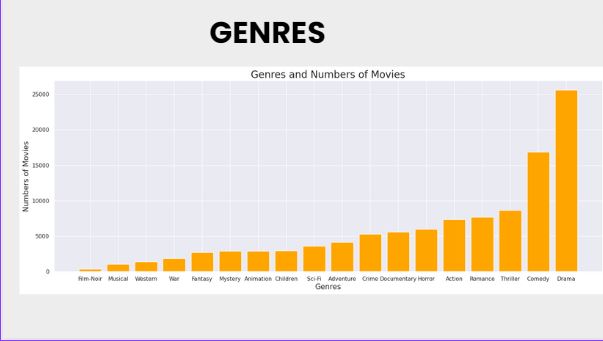 GENRES
Genres and Numbers of Movies
Numbers of Movies
25000
20000
15000
10000
5000
0
Film-Noir Musical Western War Fantasy Mystery Animation Children Sci-Fi Adventure Crime Documentary Horror Action Romance Thriller Comedy Drama
Genres